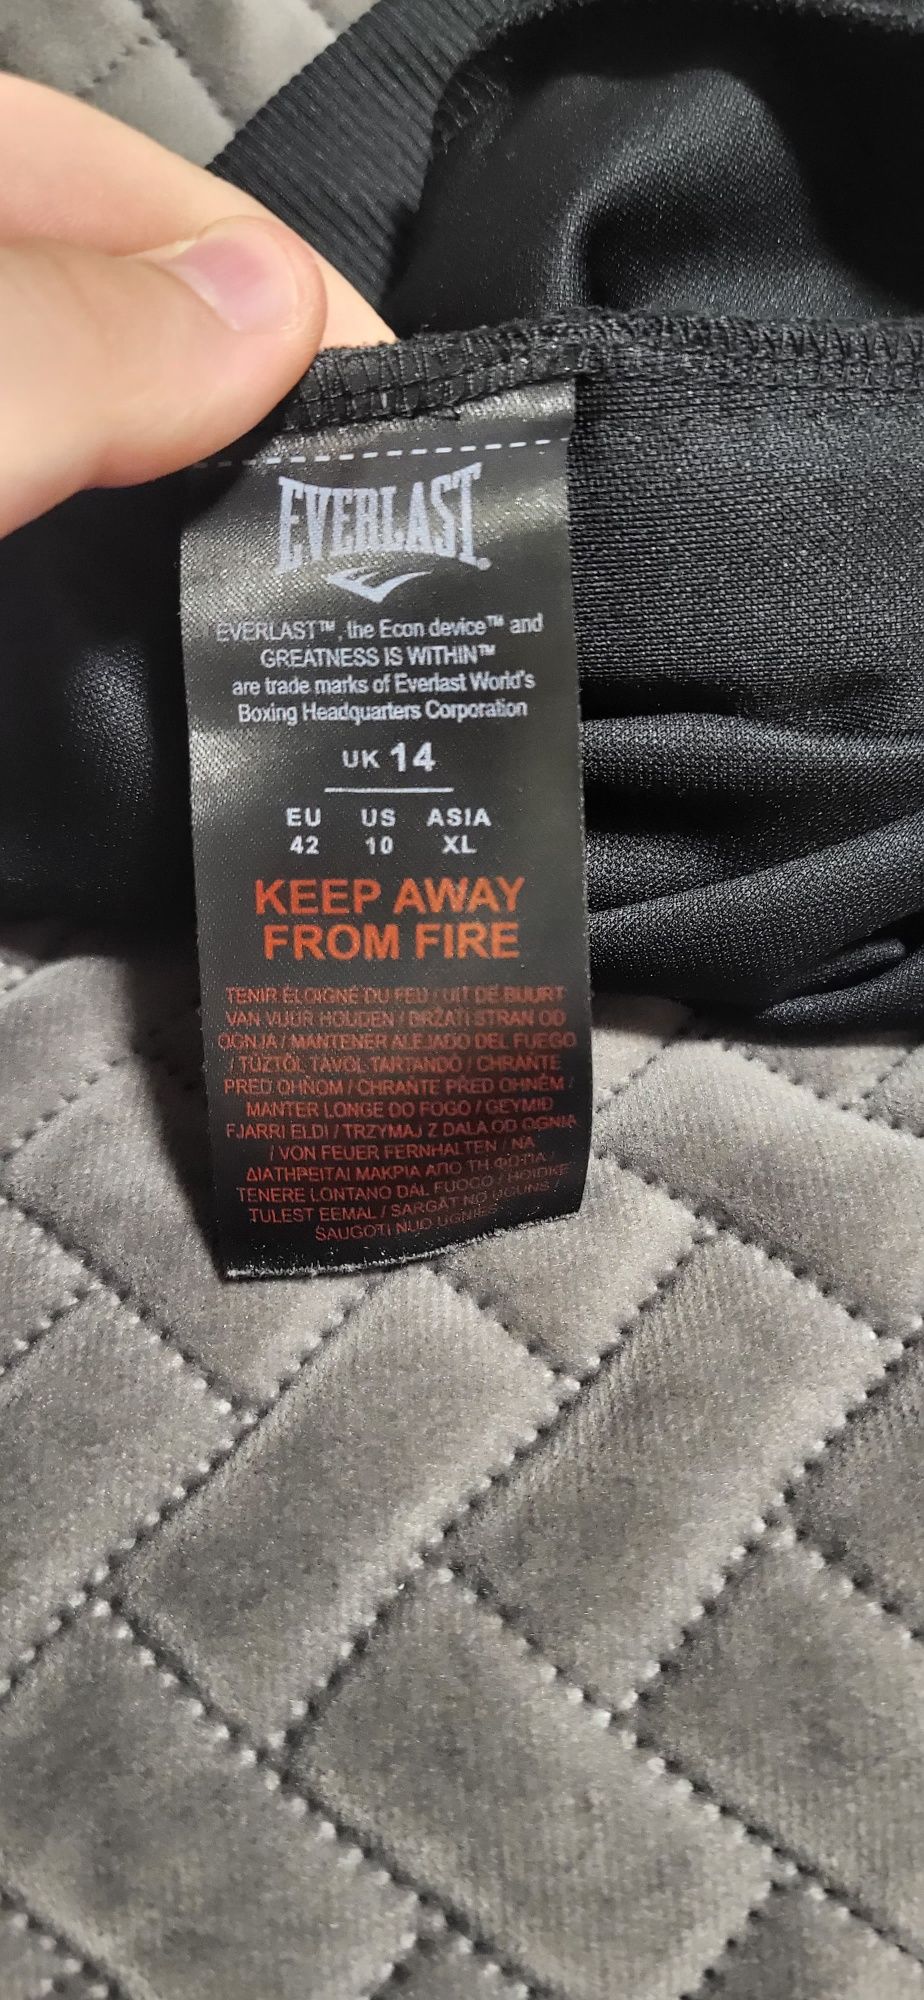 EVERLAST
EVERLAST™, the Econ device™ and
GREATNESS IS WITHIN™
are trade marks of Everlast World's
Boxing Headquarters Corporation
UK 14
EU US ASIA
42 10 XL
KEEP AWAY
FROM FIRE
TENIR ÉLOIGNÉ DU FEU / UIT DE BUURT
VAN VUUR HOUDEN / BRŽATI STRAN OD
OGNJA / MANTENER ALEJADO DEL FUEGO
/ TŰZTŐL TÁVOL TARTANDÓ / CHRÁŇTE
PRED OHŇOM / CHRAŇTE PŘED OHNĚM /
MANTER LONGE DO FOGO / GEYMIÐ
FJARRI ELDI / TRZYMAJ Z DALA OD OGNIA
/ VON FEUER FERNHALTEN / ΝΑ
ΔΙΑΤΗΡΕΙΤΑΙ ΜΑΚΡΙΑ ΑΠΟ ΤΗ ΦΩΤΙΑ /
TENERE LONTANO DAL FUOCO / HOIDKE
TULEST EEMAL / SARGĀT NO UGUNS /
SAUGOTI NUO UGNIES